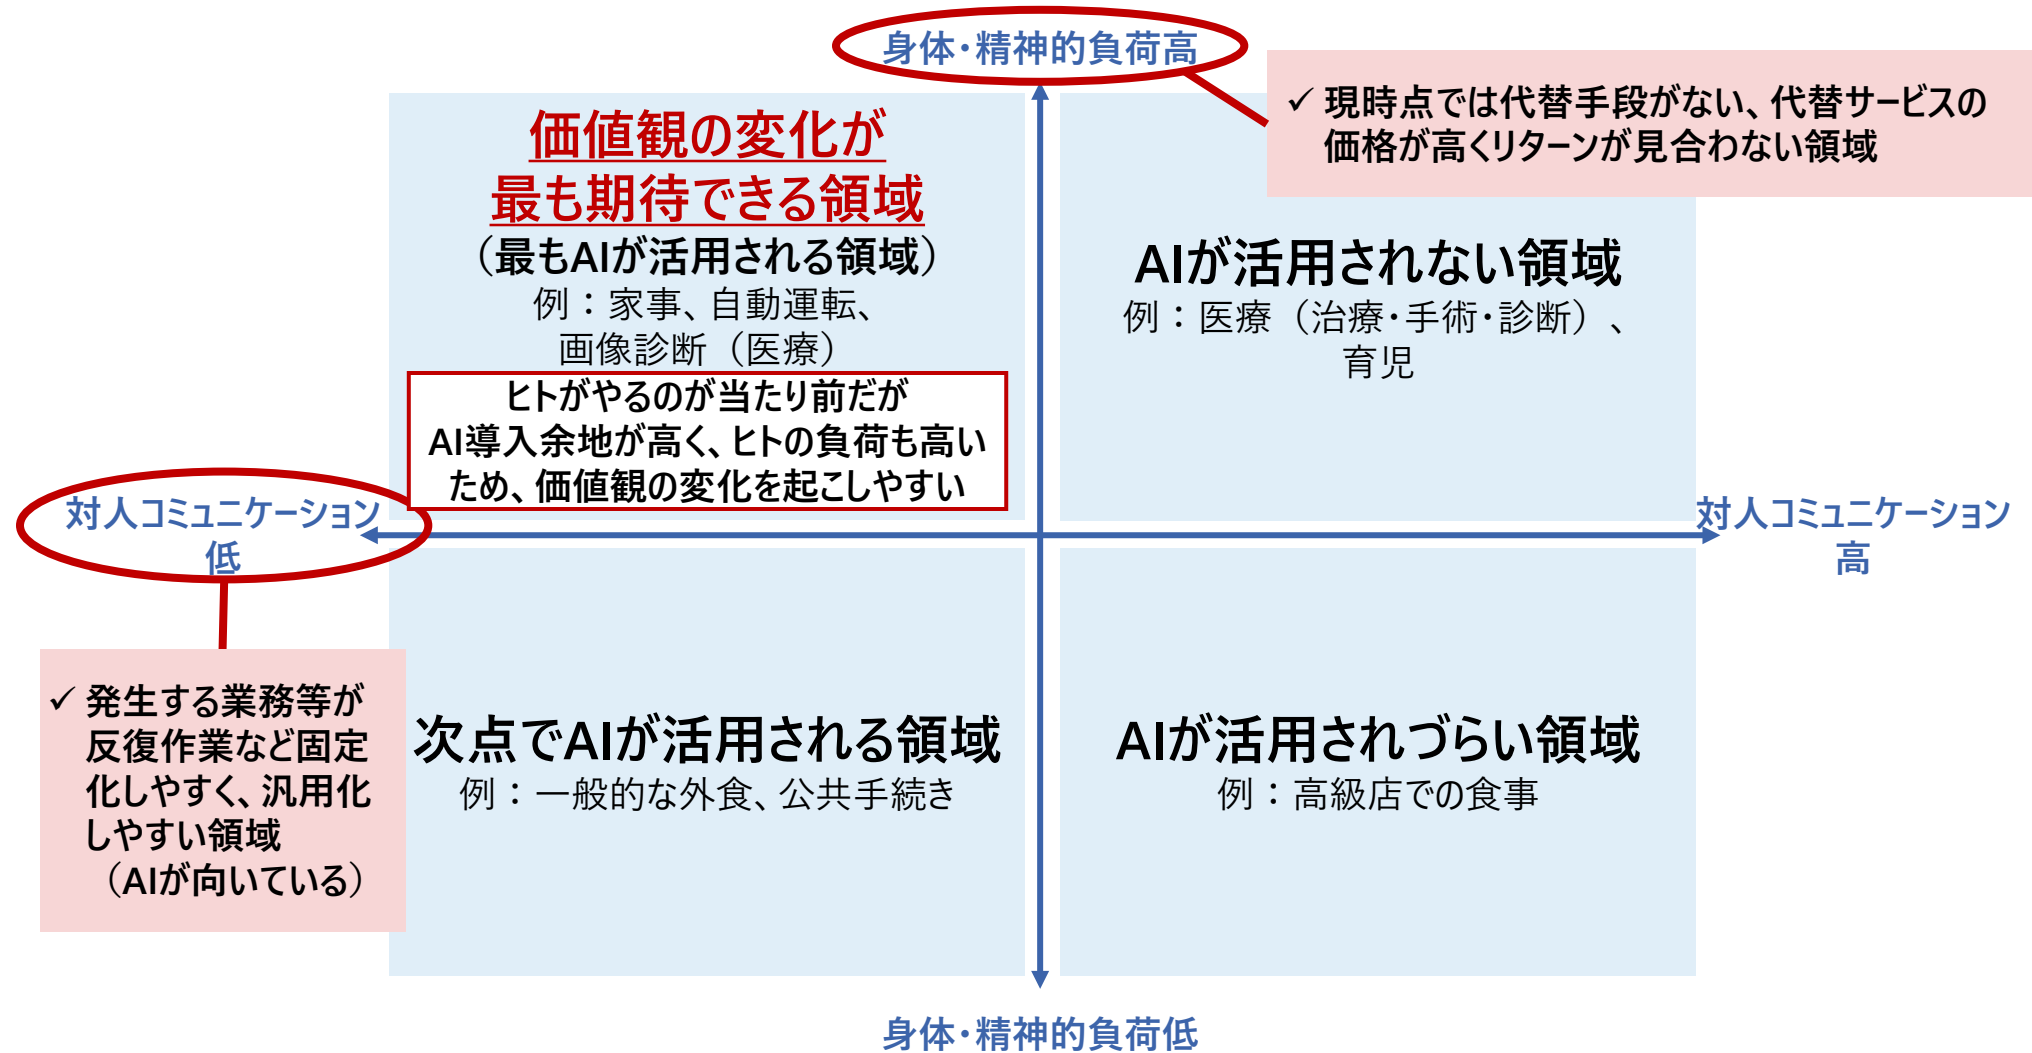 身体・精神的負荷高
✓ 現時点では代替手段がない、代替サービスの
価格が高くリターンが見合わない領域
価値観の変化が
最も期待できる領域
（最もAIが活用される領域）
例：家事、自動運転、
画像診断（医療）
ヒトがやるのが当たり前だが
AI導入余地が高く、ヒトの負荷も高い
ため、価値観の変化を起こしやすい
AIが活用されない領域
例：医療（治療・手術・診断）、
育児
対人コミュニケーション
低
対人コミュニケーション
高
✓ 発生する業務等が
反復作業など固定
化しやすく、汎用化
しやすい領域
（AIが向いている）
次点でAIが活用される領域
例：一般的な外食、公共手続き
AIが活用されづらい領域
例：高級店での食事
身体・精神的負荷低